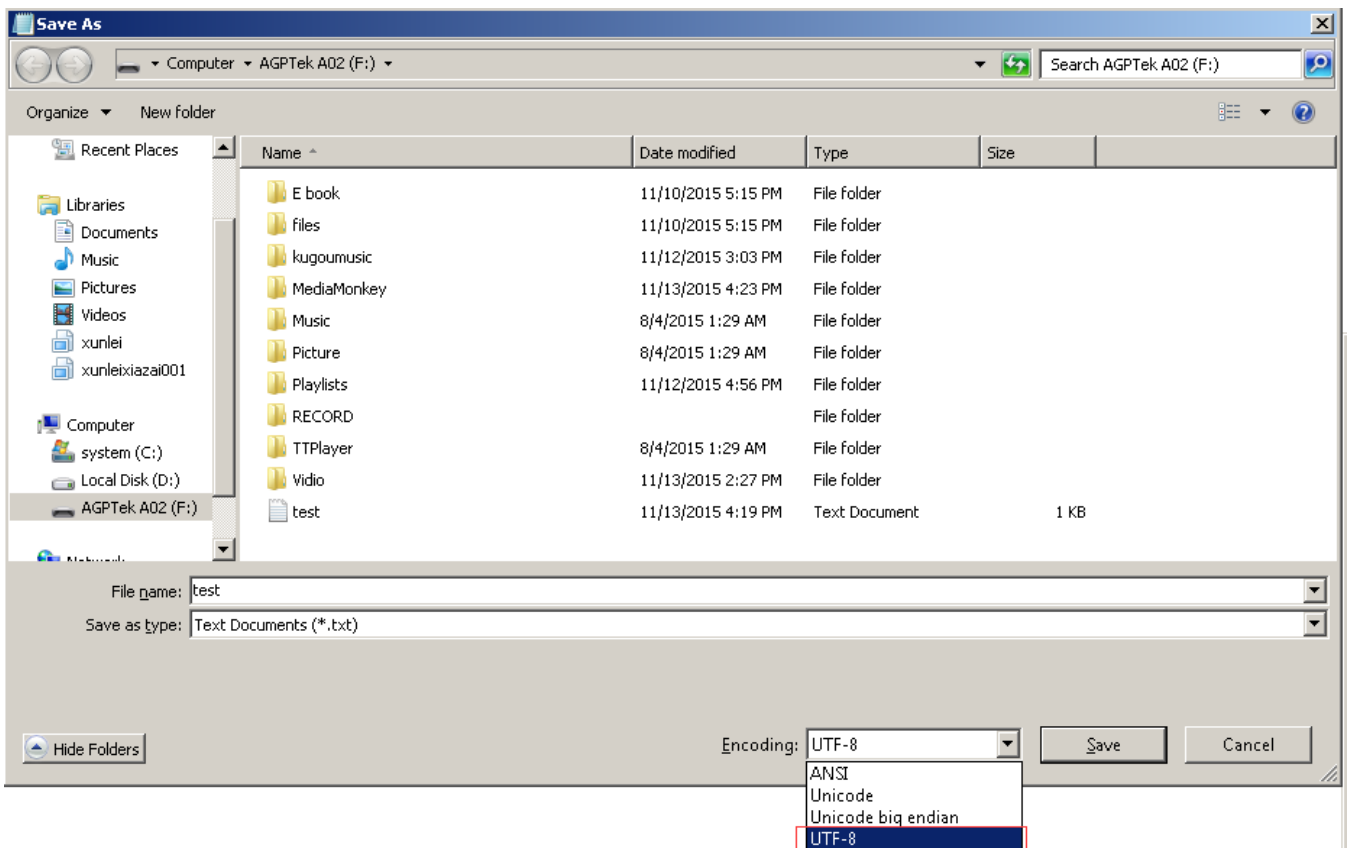 Save As
Computer AGPTek A02 (F:)
Search AGPTek A02 (F:)
Organize New folder
Recent Places
Libraries
Documents
Music
Pictures
Videos
xunlei
xunleixiazai001
Computer
system (C:)
Local Disk (D:)
AGPTek A02 (F:)
Network
Name Date modified Type Size
E book 11/10/2015 5:15 PM File folder
files 11/10/2015 5:15 PM File folder
kugoumusic 11/12/2015 3:03 PM File folder
MediaMonkey 11/13/2015 4:23 PM File folder
Music 8/4/2015 1:29 AM File folder
Picture 8/4/2015 1:29 AM File folder
Playlists 11/12/2015 4:56 PM File folder
RECORD File folder
TTPlayer 8/4/2015 1:29 AM File folder
Vidio 11/13/2015 2:27 PM File folder
test 11/13/2015 4:19 PM Text Document 1 KB
File name: test
Save as type: Text Documents (*.txt)
Hide Folders
Encoding: UTF-8
Save
Cancel
ANSI
Unicode
Unicode big endian
UTF-8